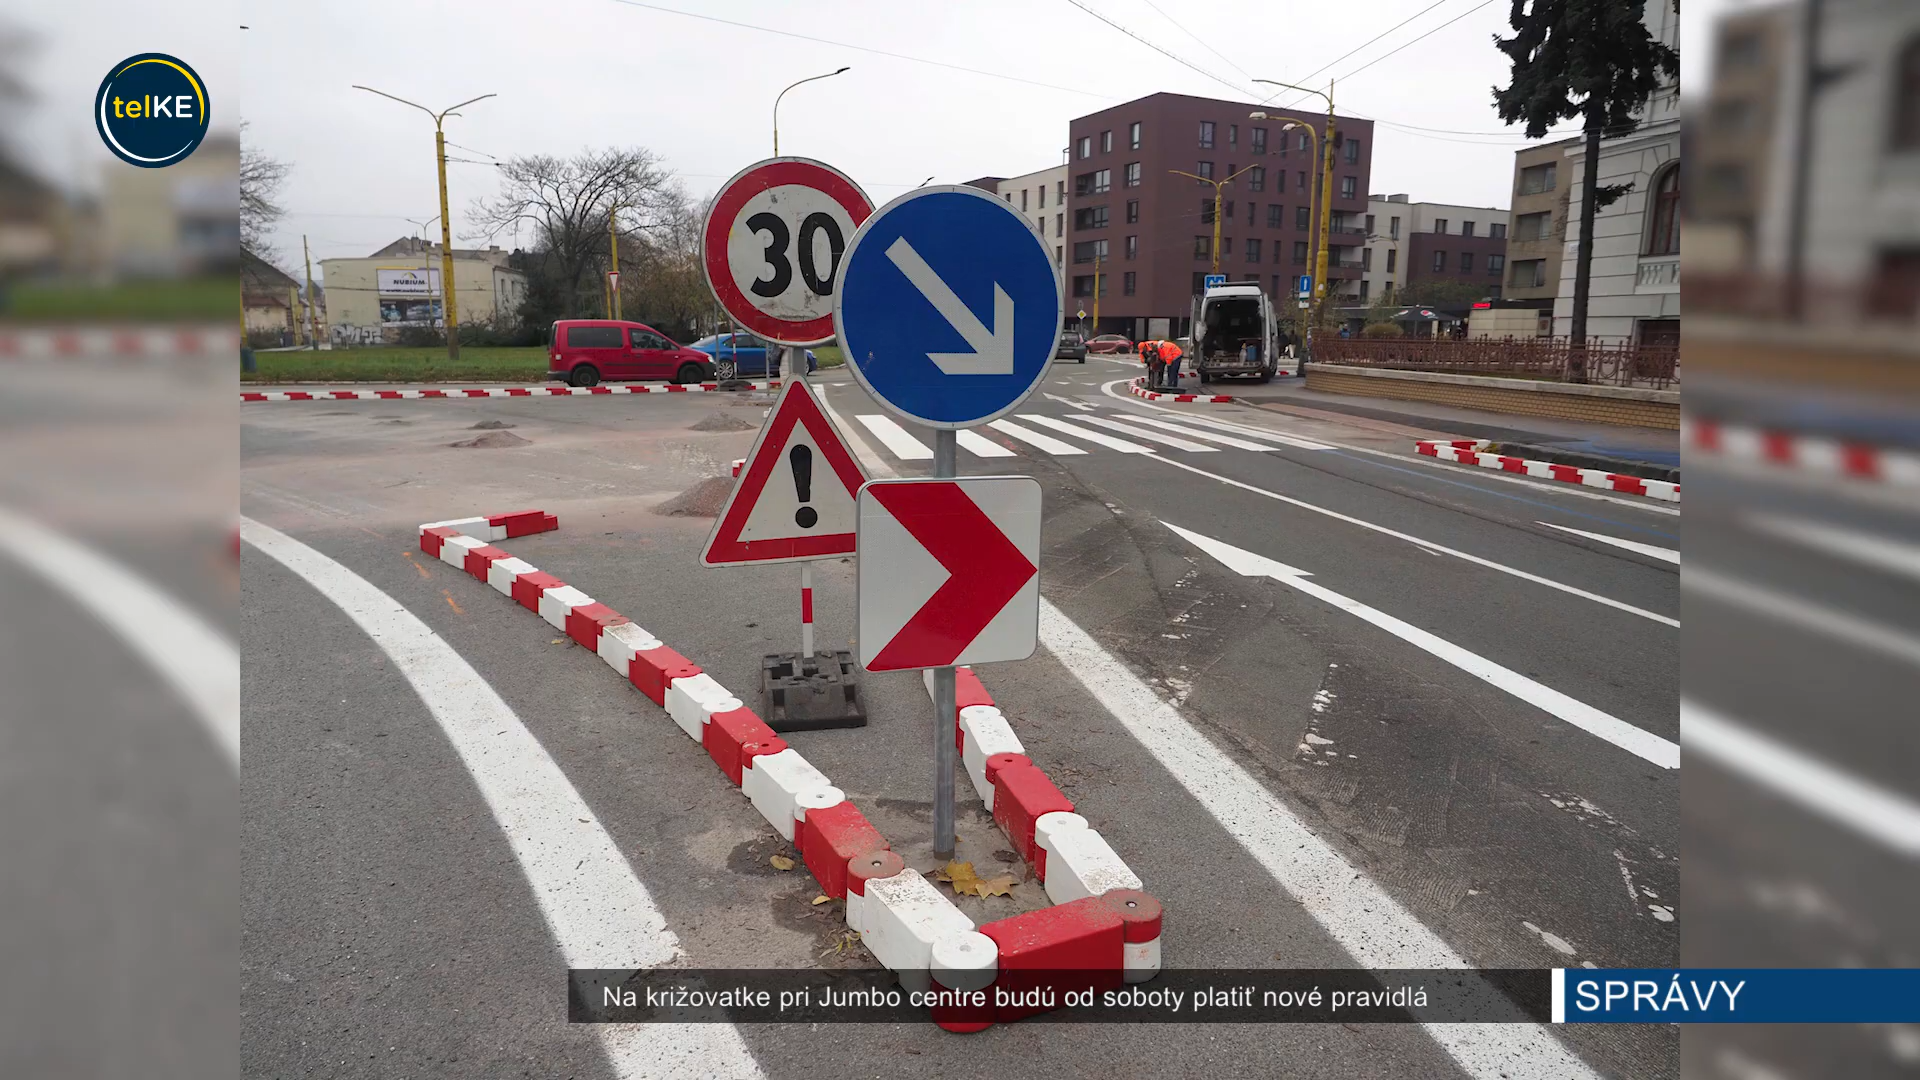 telKE
30
NUBIUM
Na križovatke pri Jumbo centre budú od soboty platiť nové pravidlá
SPRÁVY